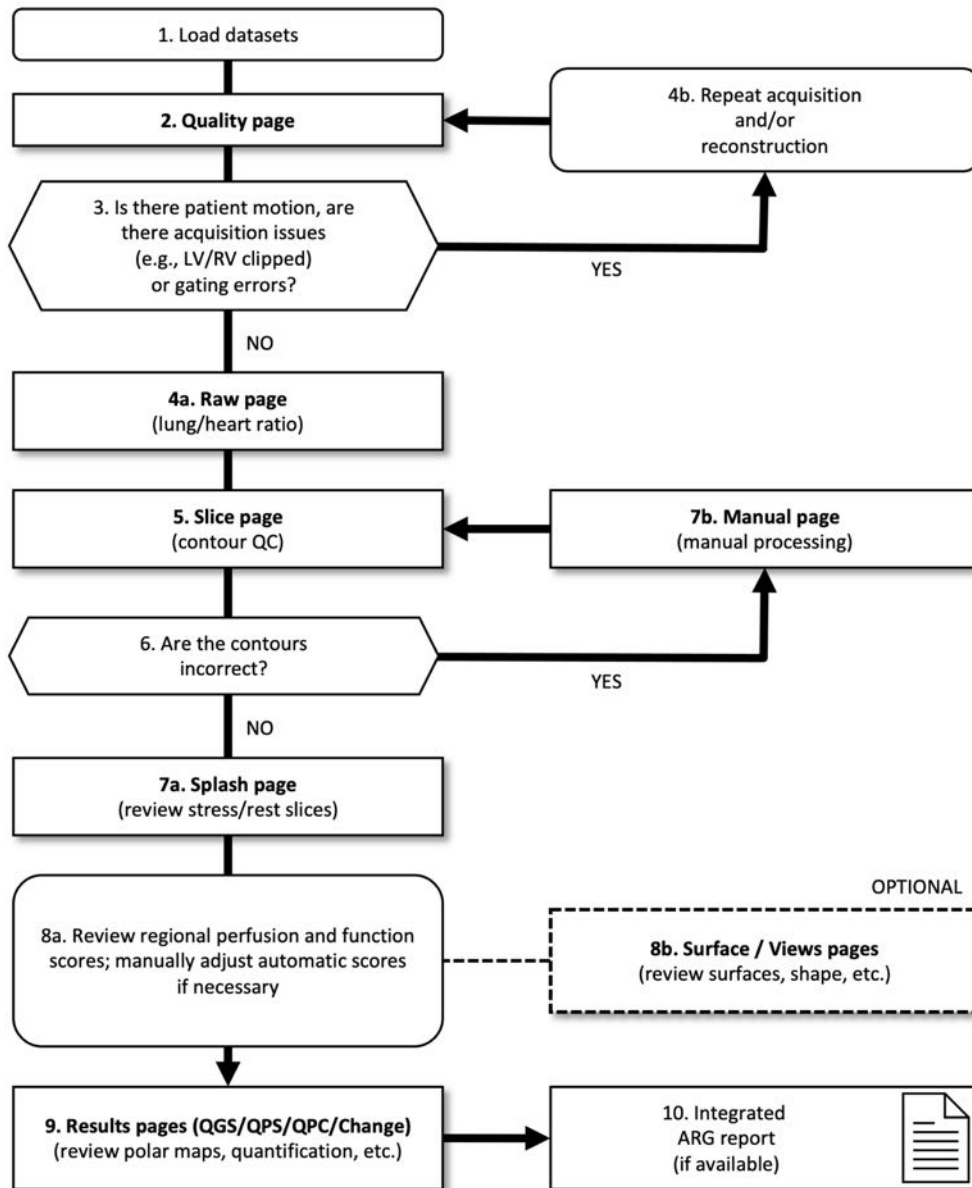 1. Load datasets
2. Quality page
4b. Repeat acquisition
and/or
reconstruction
3. Is there patient motion, are
there acquisition issues
(e.g., LV/RV clipped)
or gating errors?
YES
NO
4a. Raw page
(lung/heart ratio)
5. Slice page
(contour QC)
7b. Manual page
(manual processing)
6. Are the contours
incorrect?
YES
NO
7a. Splash page
(review stress/rest slices)
OPTIONAL
8a. Review regional perfusion and function
scores; manually adjust automatic scores
if necessary
8b. Surface / Views pages
(review surfaces, shape, etc.)
9. Results pages (QGS/QPS/QPC/Change)
(review polar maps, quantification, etc.)
10. Integrated
ARG report
(if available)